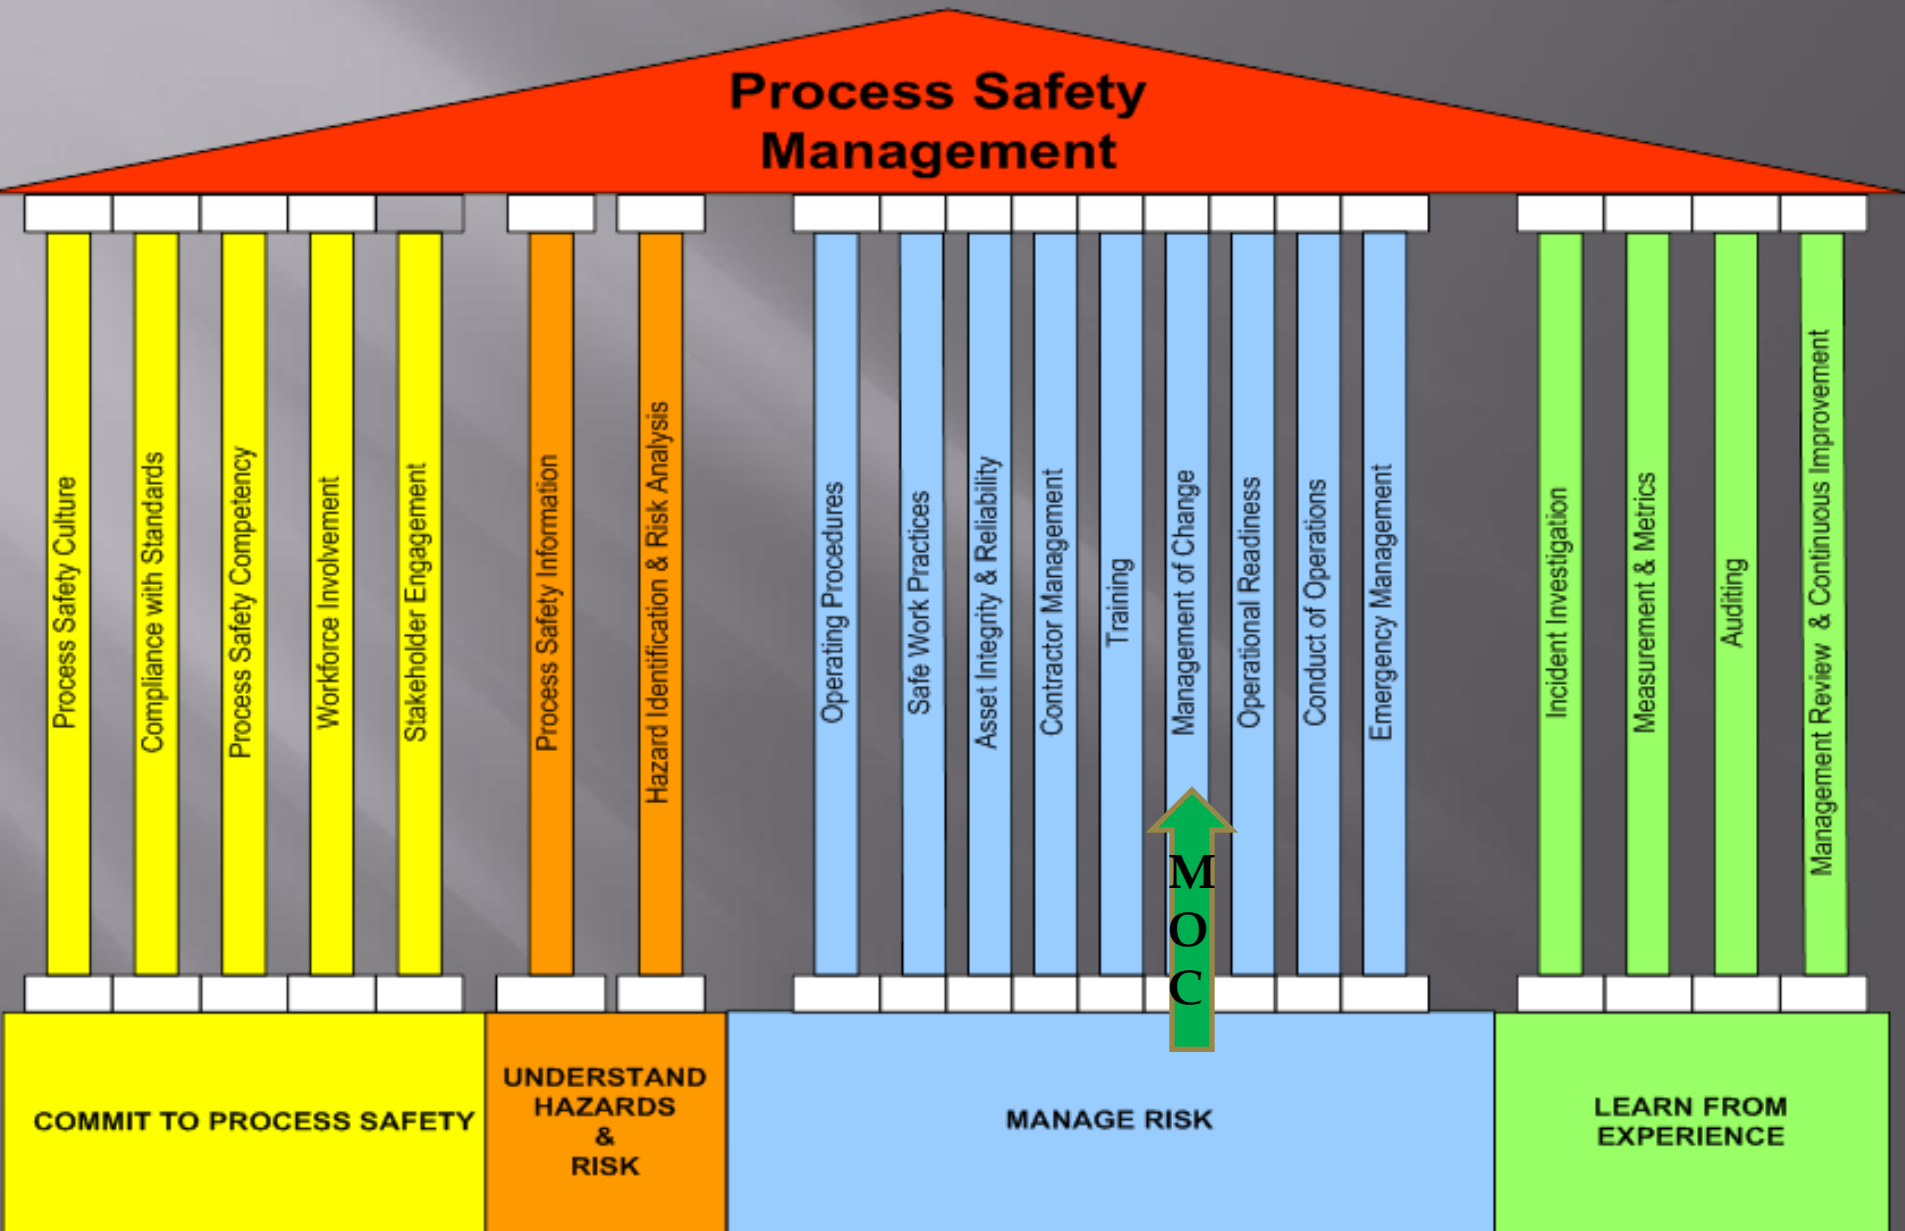 Process Safety
Management
Process Safety Culture
Compliance with Standards
Process Safety Competency
Workforce Involvement
Stakeholder Engagement
Process Safety Information
Hazard Identification & Risk Analysis
Operating Procedures
Safe Work Practices
Asset Integrity & Reliability
Contractor Management
Training
Management of Change
Operational Readiness
Conduct of Operations
Emergency Management
Incident Investigation
Measurement & Metrics
Auditing
Management Review & Continuous Improvement
M
O
C
COMMIT TO PROCESS SAFETY
UNDERSTAND
HAZARDS
&
RISK
MANAGE RISK
LEARN FROM
EXPERIENCE